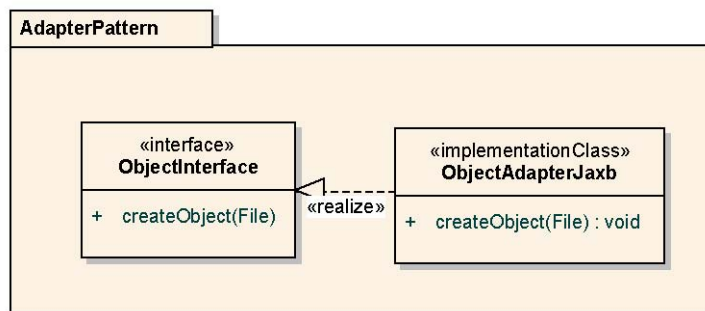 AdapterPattern
«interface»
ObjectInterface
+ createObject(File)
«realize»
«implementationClass»
ObjectAdapterJaxb
+ createObject(File) : void